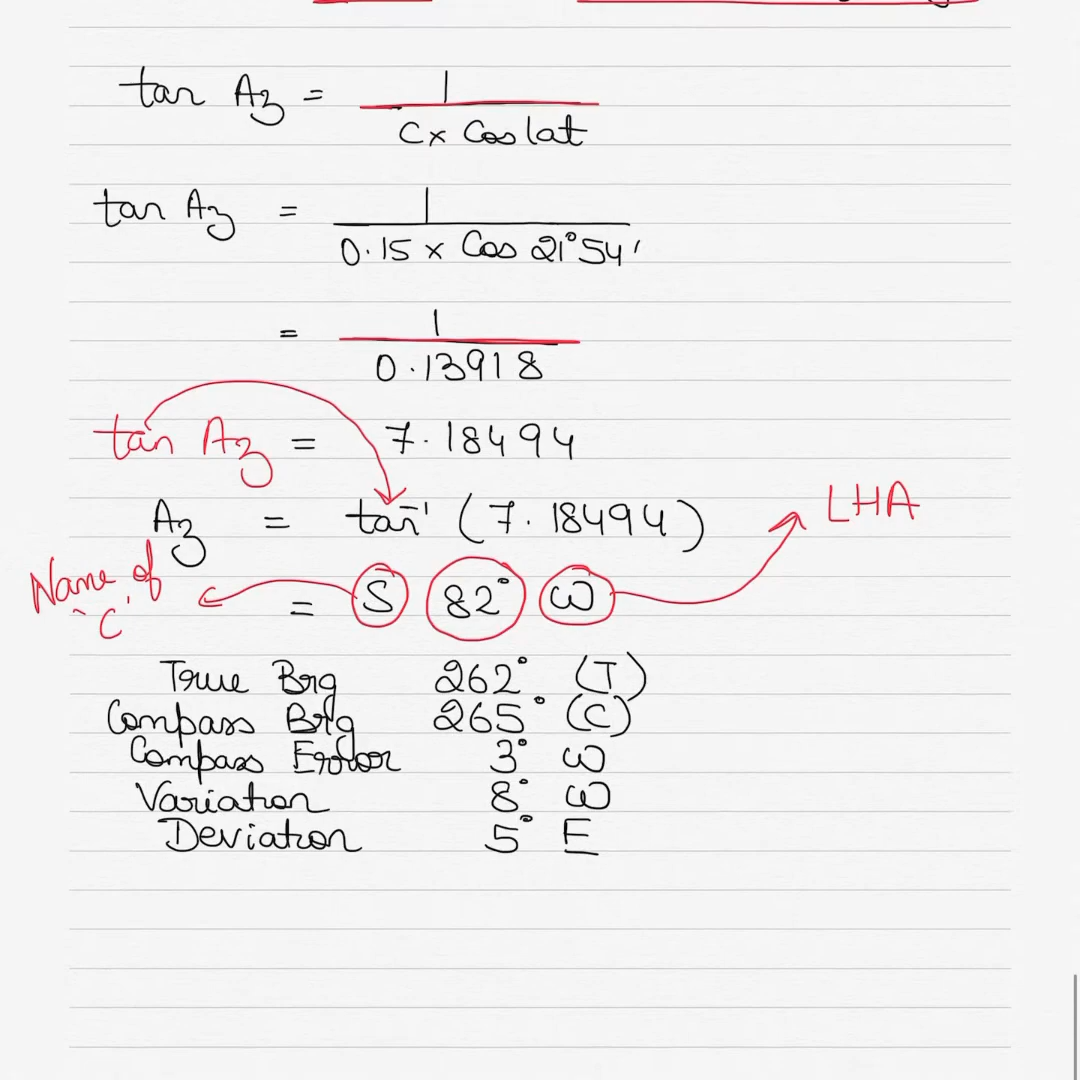 tan Az = 1
C x Cos lat
tan Az = 1
0.15 x Cos 21°54'
= 1
0.13918
tan Az = 7.18494
LHA
Az = tan⁻¹ (7.18494)
Name of
= S 82° W
'C'
True Brg 262° (T)
Compass Brg 265° (C)
Compass Error 3° W
Variation 8° W
Deviation 5° E